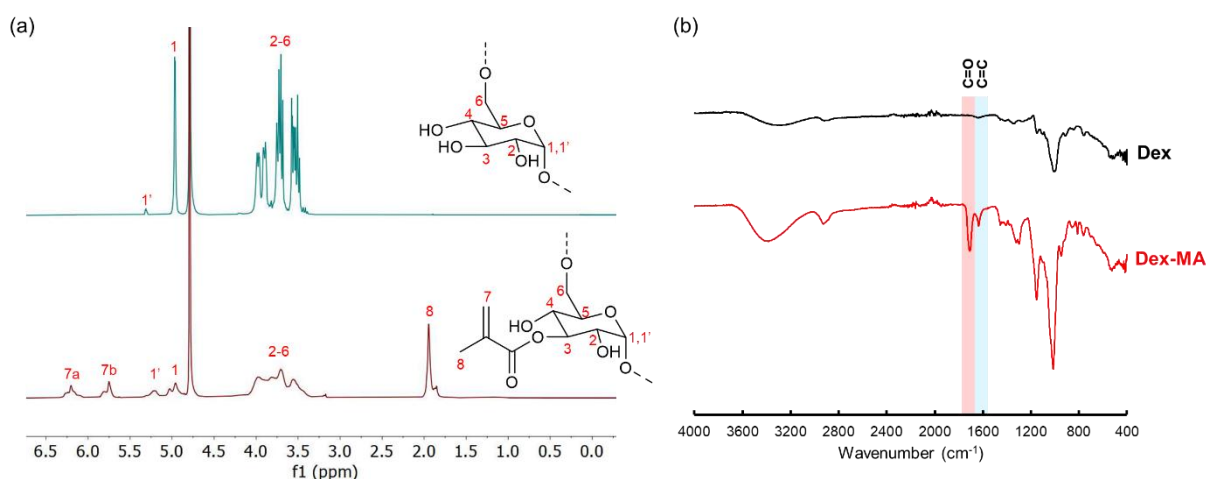 (a)
1
2-6
1'
O
6
4
5
O
HO
HO
3
2
OH
1,1'
O
7a
7b
1'
1
2-6
8
O
6
7
4
5
O
HO
O
3
2
OH
1,1'
O
8
O
6.5 6.0 5.5 5.0 4.5 4.0 3.5 3.0 2.5 2.0 1.5 1.0 0.5 0.0
f1 (ppm)
(b)
C=O
C=C
Dex
Dex-MA
4000 3600 3200 2800 2400 2000 1600 1200 800 400
Wavenumber (cm⁻¹)